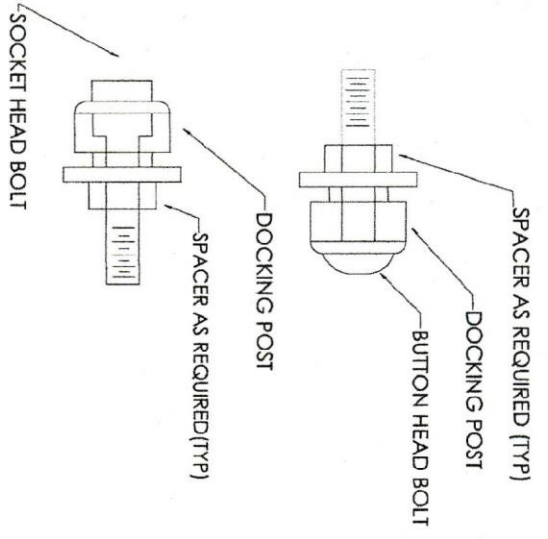 SPACER AS REQUIRED (TYP)
DOCKING POST
BUTTON HEAD BOLT
DOCKING POST
SPACER AS REQUIRED(TYP)
SOCKET HEAD BOLT